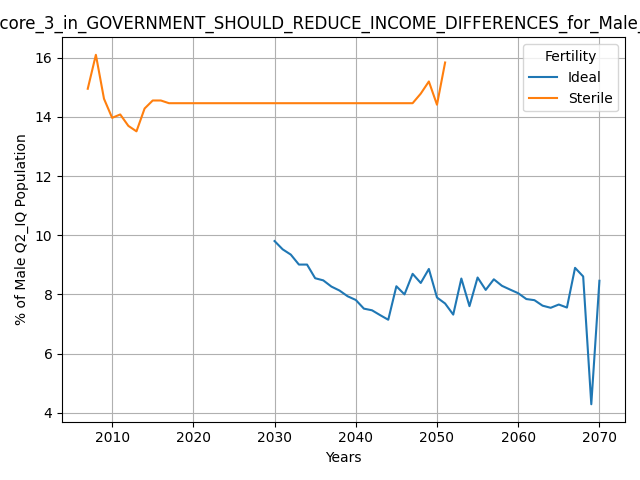 core_3_in_GOVERNMENT_SHOULD_REDUCE_INCOME_DIFFERENCES_for_Male_
Fertility
Ideal
Sterile
% of Male Q2_IQ Population
16
14
12
10
8
6
4
2010 2020 2030 2040 2050 2060 2070
Years